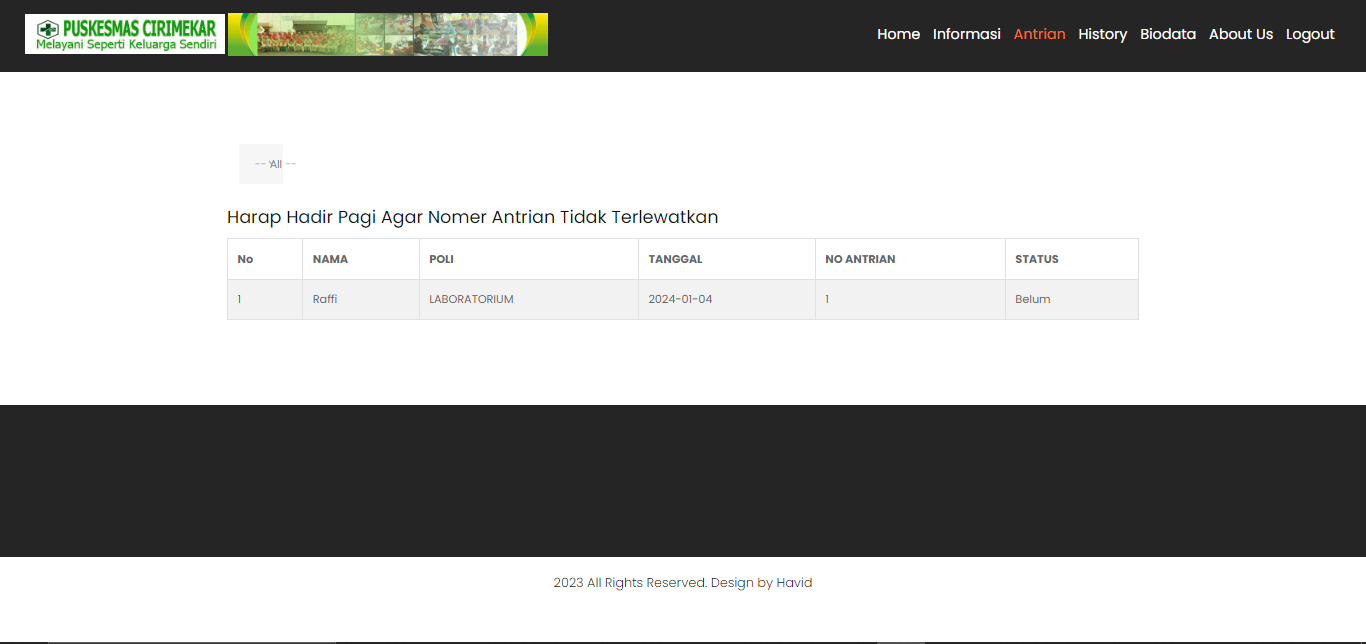 PUSKESMAS CIRIMEKAR
Melayani Seperti Keluarga Sendiri
Home Informasi Antrian History Biodata About Us Logout
-- All --
Harap Hadir Pagi Agar Nomer Antrian Tidak Terlewatkan
No NAMA POLI TANGGAL NO ANTRIAN STATUS
1 Raffi LABORATORIUM 2024-01-04 1 Belum
2023 All Rights Reserved. Design by Havid